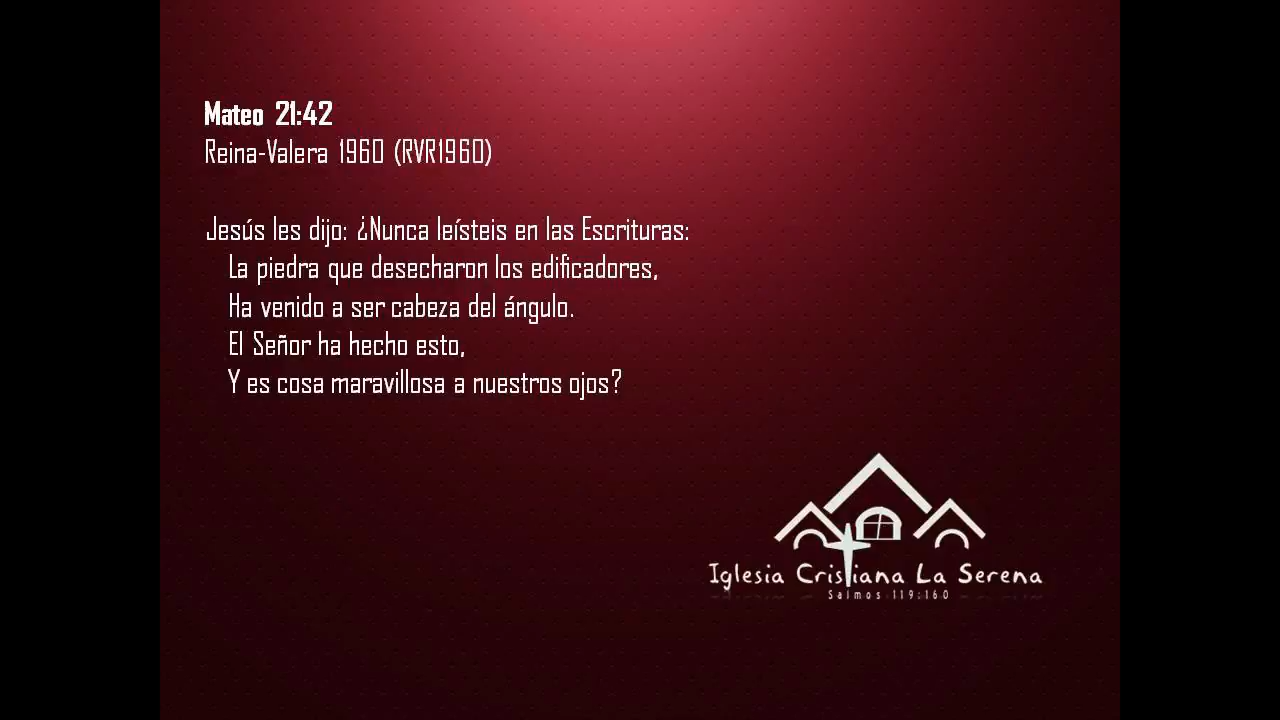 Mateo 21:42
Reina-Valera 1960 (RVR1960)
Jesús les dijo: ¿Nunca leísteis en las Escrituras:
La piedra que desecharon los edificadores,
Ha venido a ser cabeza del ángulo.
El Señor ha hecho esto,
Y es cosa maravillosa a nuestros ojos?
Iglesia Cristiana La Serena
Salmos 119:160